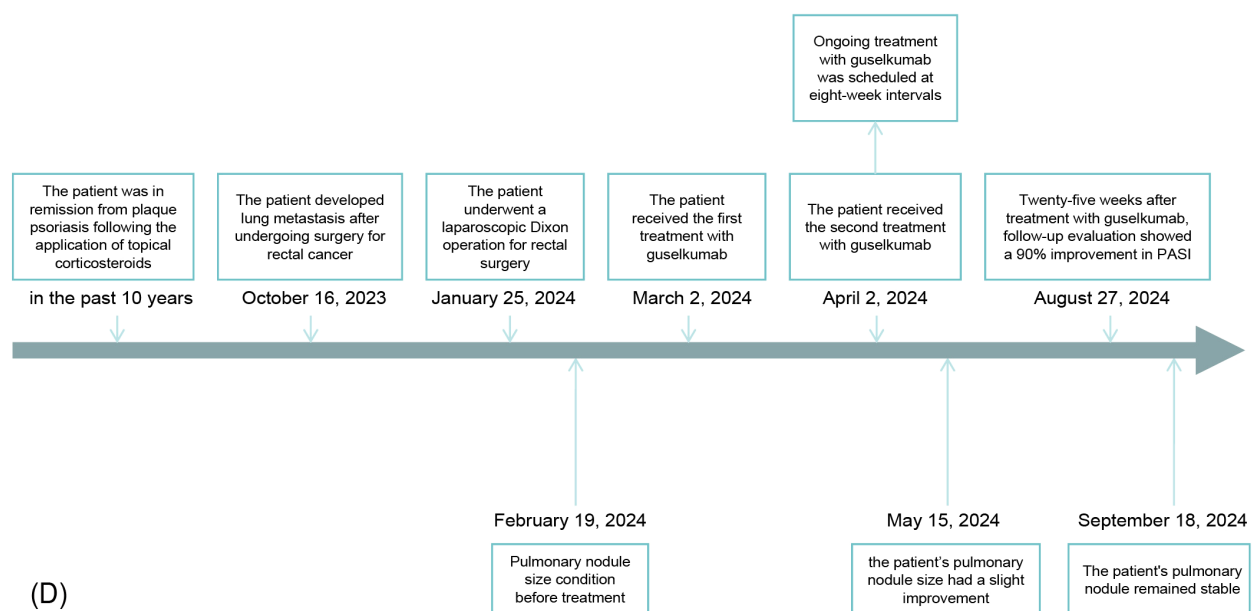 Ongoing treatment
with guselkumab
was scheduled at
eight-week intervals
The patient was in
remission from plaque
psoriasis following the
application of topical
corticosteroids
in the past 10 years
The patient developed
lung metastasis after
undergoing surgery for
rectal cancer
October 16, 2023
The patient
underwent a
laparoscopic Dixon
operation for rectal
surgery
January 25, 2024
The patient
received the first
treatment with
guselkumab
March 2, 2024
The patient received
the second treatment
with guselkumab
April 2, 2024
Twenty-five weeks after
treatment with guselkumab,
follow-up evaluation showed
a 90% improvement in PASI
August 27, 2024
February 19, 2024
Pulmonary nodule
size condition
before treatment
May 15, 2024
the patient’s pulmonary
nodule size had a slight
improvement
September 18, 2024
The patient's pulmonary
nodule remained stable
(D)